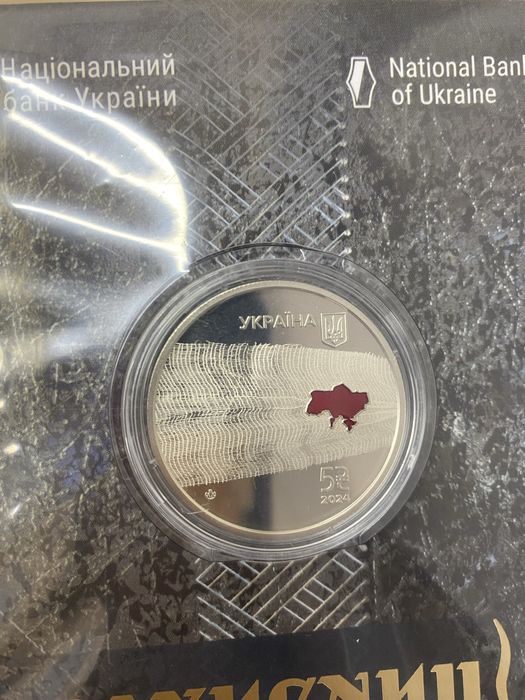 Національний
банк України
National Bank
of Ukraine
УКРАЇНА
5₴
2024